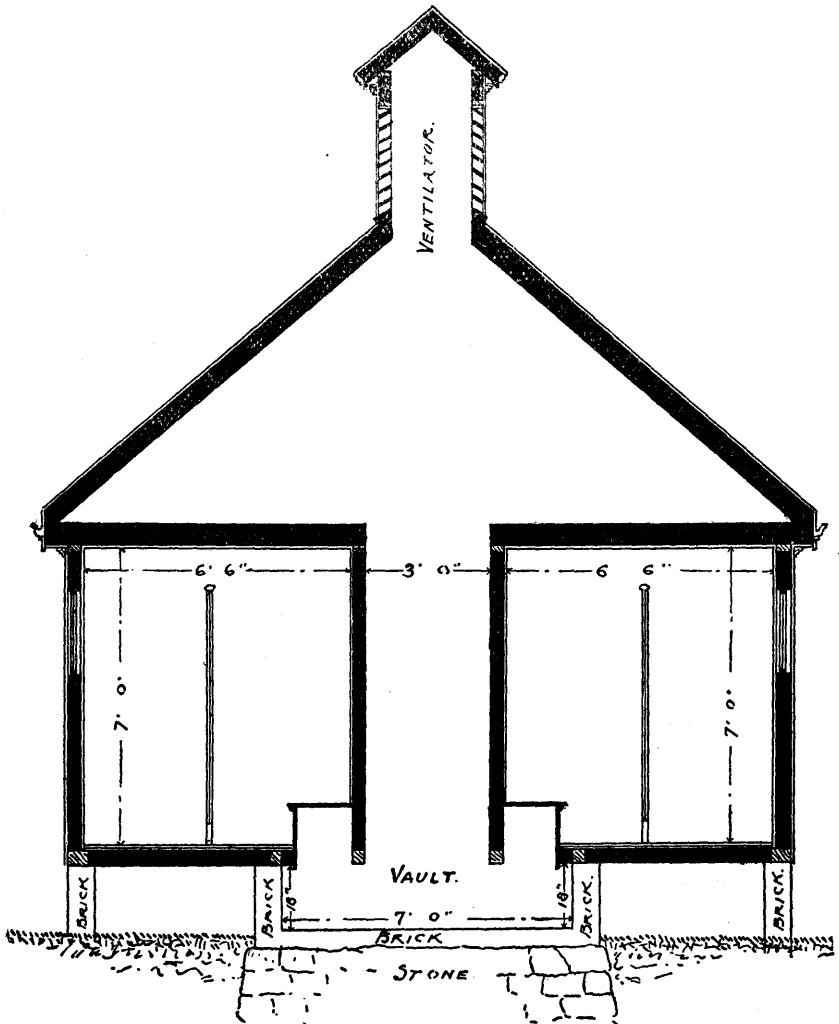 VENTILATOR.
6' 6"
3' 0"
6 6"
7' 0"
7' 0"
VAULT.
BRICK
BRICK
18"
18"
BRICK.
BRICK.
7' 0"
BRICK
STONE